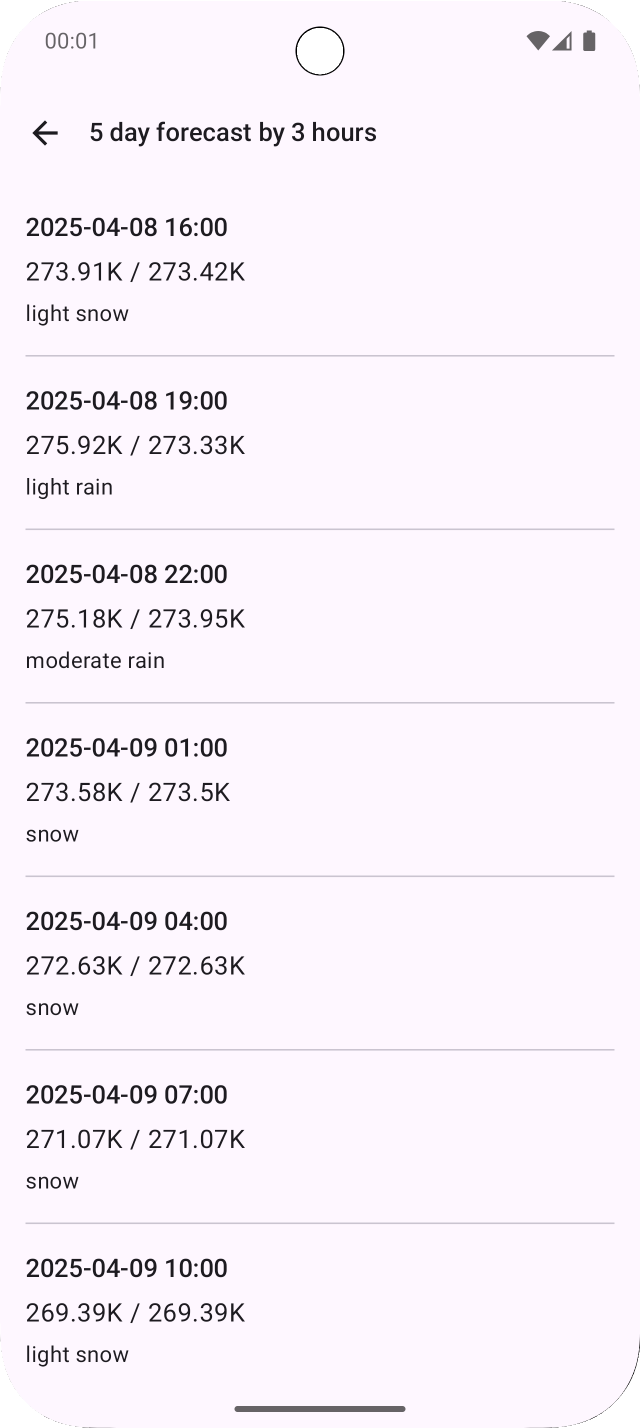 00:01
5 day forecast by 3 hours
2025-04-08 16:00
273.91K / 273.42K
light snow
2025-04-08 19:00
275.92K / 273.33K
light rain
2025-04-08 22:00
275.18K / 273.95K
moderate rain
2025-04-09 01:00
273.58K / 273.5K
snow
2025-04-09 04:00
272.63K / 272.63K
snow
2025-04-09 07:00
271.07K / 271.07K
snow
2025-04-09 10:00
269.39K / 269.39K
light snow